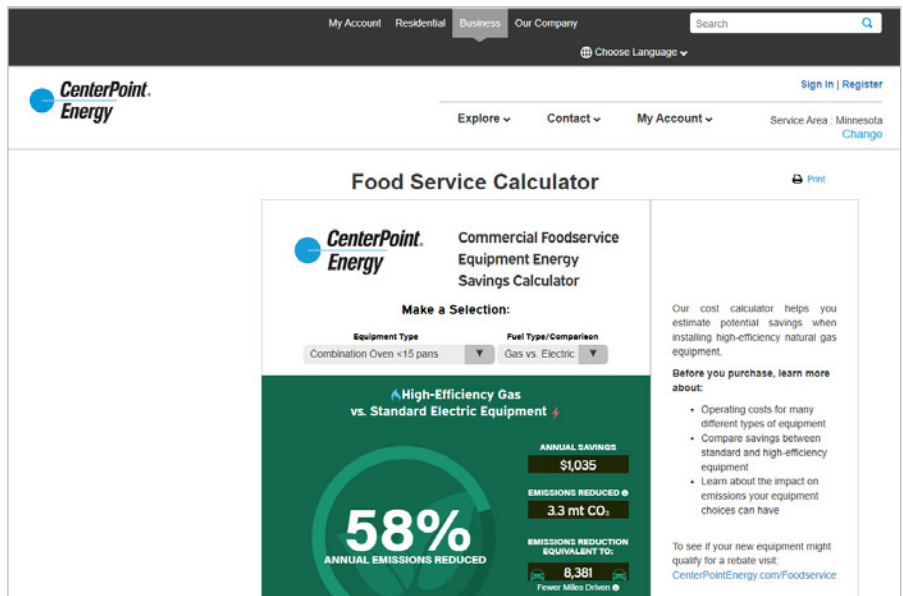 My Account Residential Business Our Company Search
Choose Language
CenterPoint.
Energy
Sign In | Register
Explore Contact My Account
Service Area : Minnesota
Change
Food Service Calculator
Print
CenterPoint.
Energy
Commercial Foodservice
Equipment Energy
Savings Calculator
Make a Selection:
Equipment Type Fuel Type/Comparison
Combination Oven <15 pans Gas vs. Electric
High-Efficiency Gas
vs. Standard Electric Equipment
58%
ANNUAL EMISSIONS REDUCED
ANNUAL SAVINGS
$1,035
EMISSIONS REDUCED
3.3 mt CO₂
EMISSIONS REDUCTION
EQUIVALENT TO:
8,381
Fewer Miles Driven
Our cost calculator helps you
estimate potential savings when
installing high-efficiency natural gas
equipment.
Before you purchase, learn more
about:
• Operating costs for many
different types of equipment
• Compare savings between
standard and high-efficiency
equipment
• Learn about the impact on
emissions your equipment
choices can have
To see if your new equipment might
qualify for a rebate visit:
CenterPointEnergy.com/Foodservice